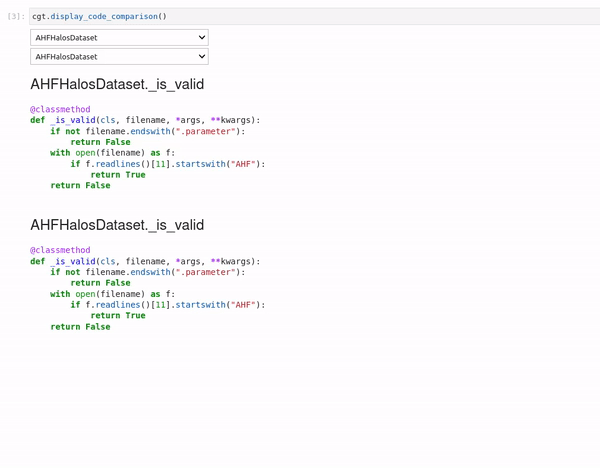 [3]: cgt.display_code_comparison()
AHFHalosDataset
AHFHalosDataset
AHFHalosDataset._is_valid
@classmethod
def _is_valid(cls, filename, *args, **kwargs):
    if not filename.endswith(".parameter"):
        return False
    with open(filename) as f:
        if f.readlines()[11].startswith("AHF"):
            return True
    return False
AHFHalosDataset._is_valid
@classmethod
def _is_valid(cls, filename, *args, **kwargs):
    if not filename.endswith(".parameter"):
        return False
    with open(filename) as f:
        if f.readlines()[11].startswith("AHF"):
            return True
    return False